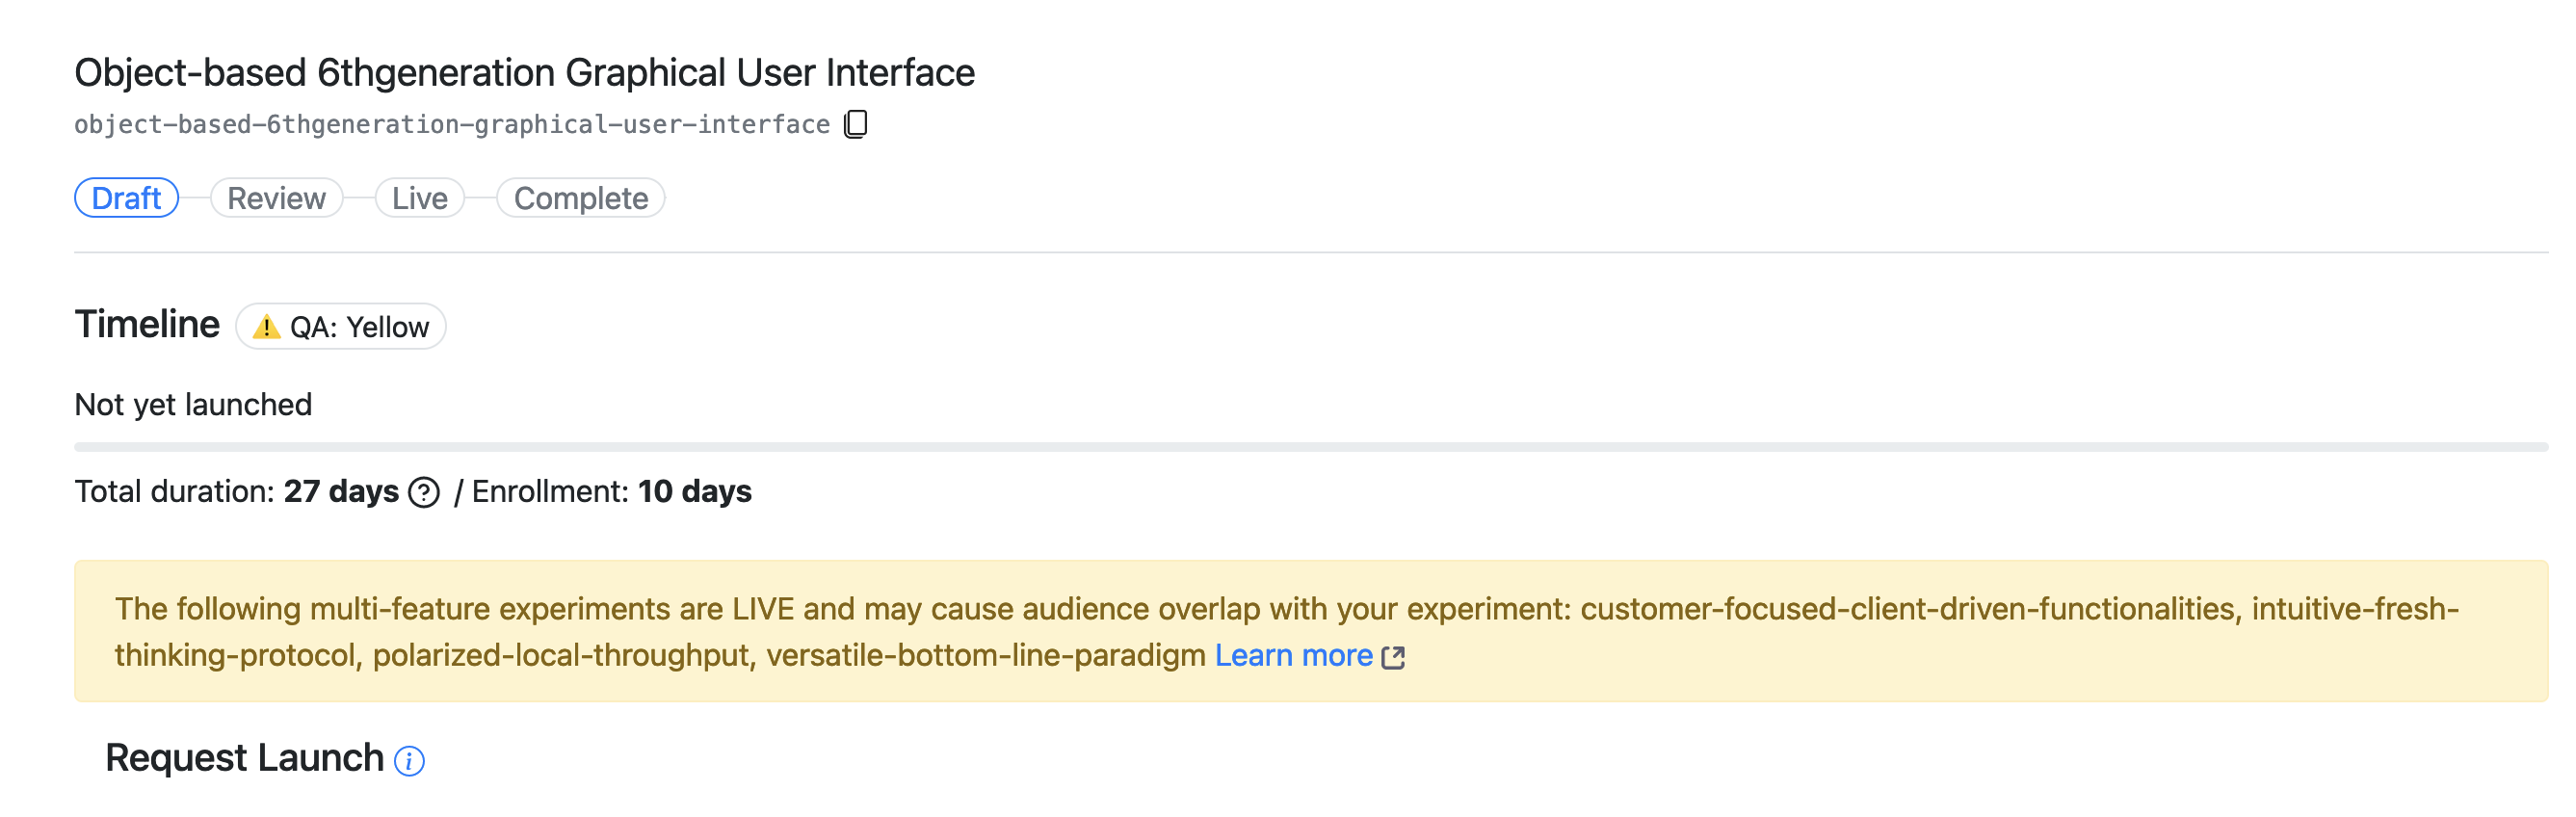 Object-based 6thgeneration Graphical User Interface
object-based-6thgeneration-graphical-user-interface
Draft Review Live Complete
Timeline QA: Yellow
Not yet launched
Total duration: 27 days / Enrollment: 10 days
The following multi-feature experiments are LIVE and may cause audience overlap with your experiment: customer-focused-client-driven-functionalities, intuitive-fresh-
thinking-protocol, polarized-local-throughput, versatile-bottom-line-paradigm Learn more
Request Launch